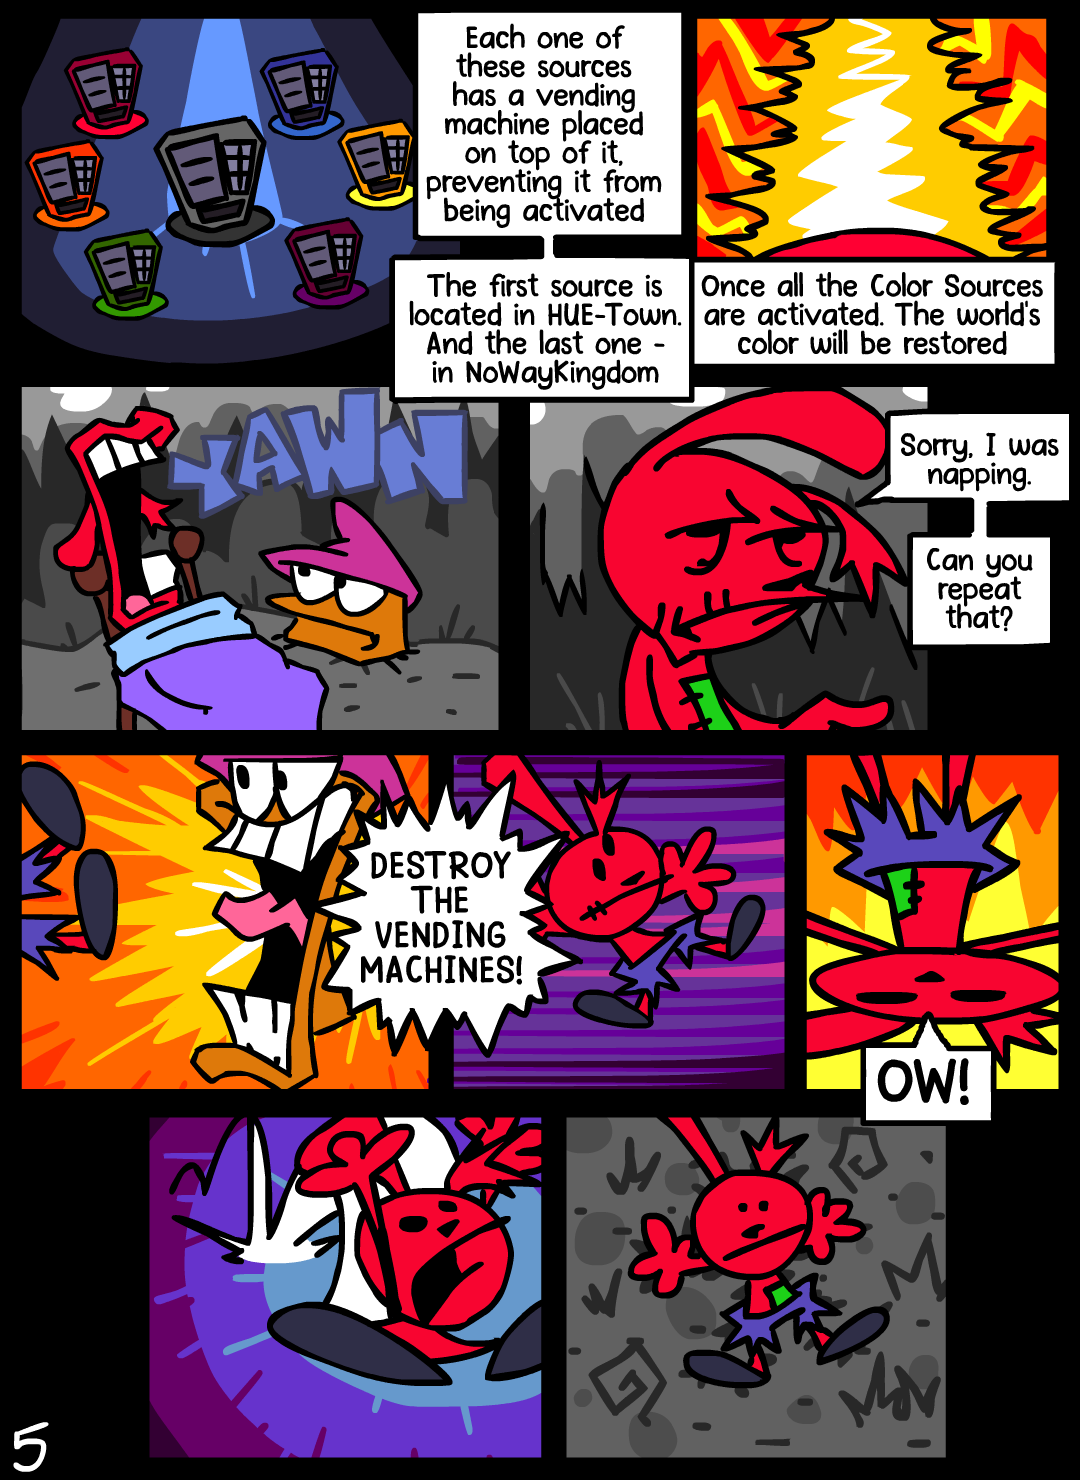 Each one of
these sources
has a vending
machine placed
on top of it,
preventing it from
being activated
The first source is
located in HUE-Town.
And the last one -
in NoWayKingdom
Once all the Color Sources
are activated. The world's
color will be restored
YAWN
Sorry, I was
napping.
Can you
repeat
that?
DESTROY
THE
VENDING
MACHINES!
OW!
5